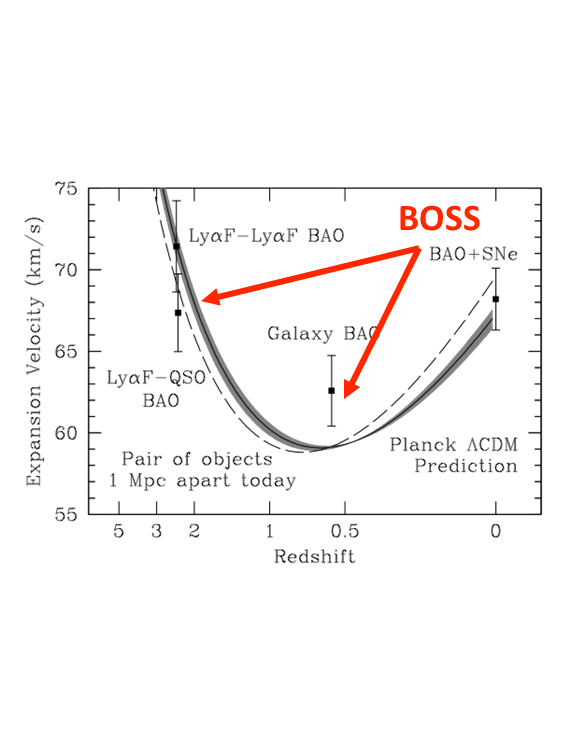 75
BOSS
LyαF−LyαF BAO
BAO+SNe
70
Galaxy BAO
65
LyαF−QSO
BAO
60
Planck ΛCDM
Prediction
Pair of objects
1 Mpc apart today
55
5 3 2 1 0.5 0
Redshift
Expansion Velocity (km/s)